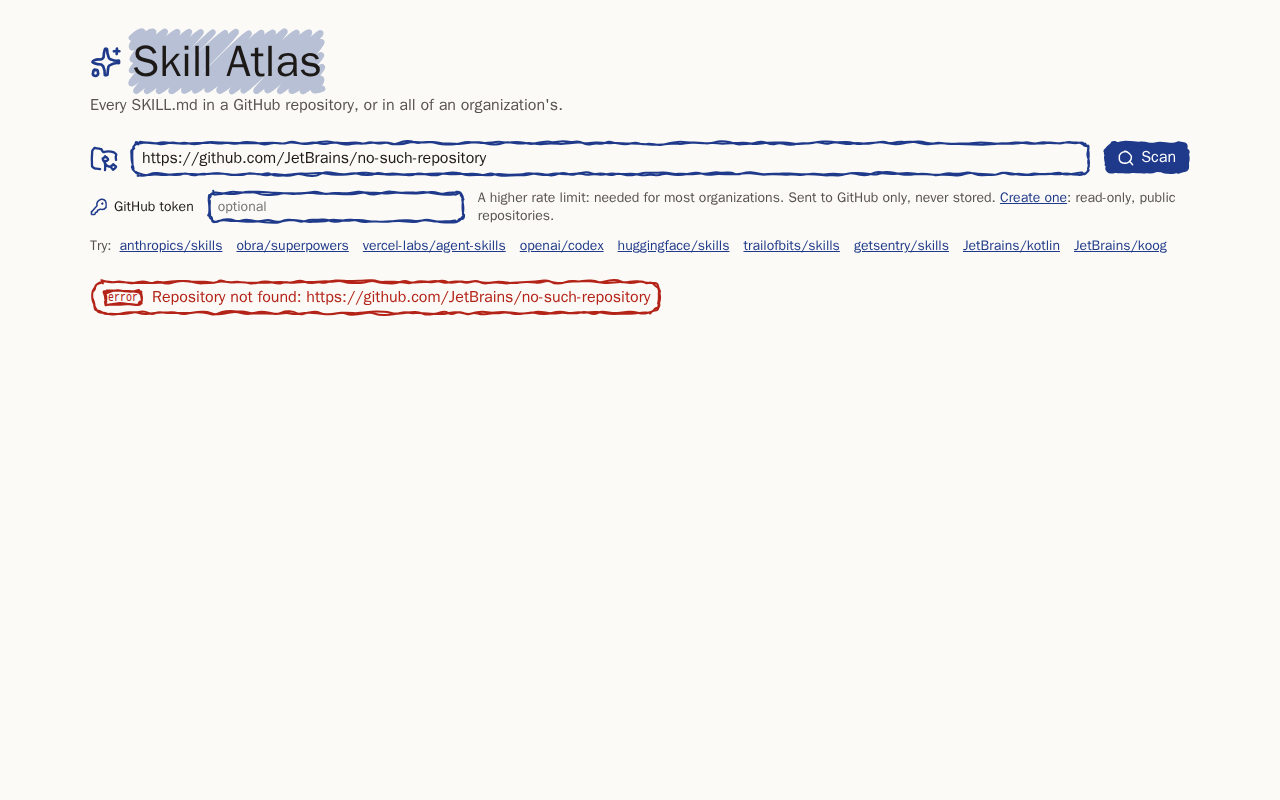 Skill Atlas
Every SKILL.md in a GitHub repository, or in all of an organization's.
https://github.com/JetBrains/no-such-repository
Scan
GitHub token
optional
A higher rate limit: needed for most organizations. Sent to GitHub only, never stored. Create one: read-only, public
repositories.
Try: anthropics/skills obra/superpowers vercel-labs/agent-skills openai/codex huggingface/skills trailofbits/skills getsentry/skills JetBrains/kotlin JetBrains/koog
error Repository not found: https://github.com/JetBrains/no-such-repository